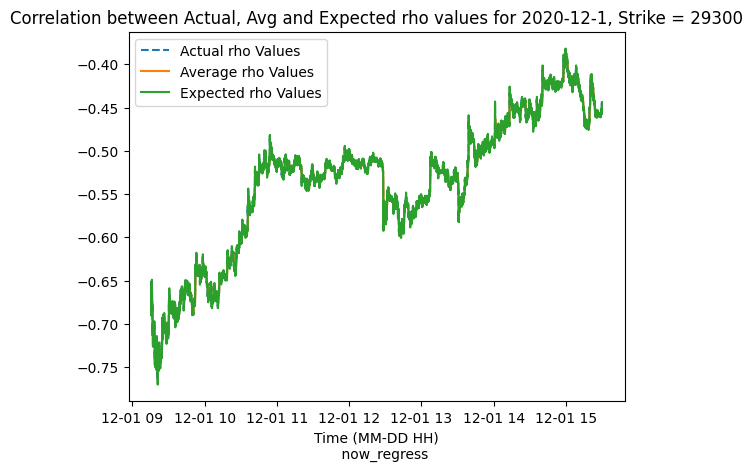 Correlation between Actual, Avg and Expected rho values for 2020-12-1, Strike = 29300
Actual rho Values
Average rho Values
Expected rho Values
−0.40
−0.45
−0.50
−0.55
−0.60
−0.65
−0.70
−0.75
12-01 09 12-01 10 12-01 11 12-01 12 12-01 13 12-01 14 12-01 15
Time (MM-DD HH)
now_regress